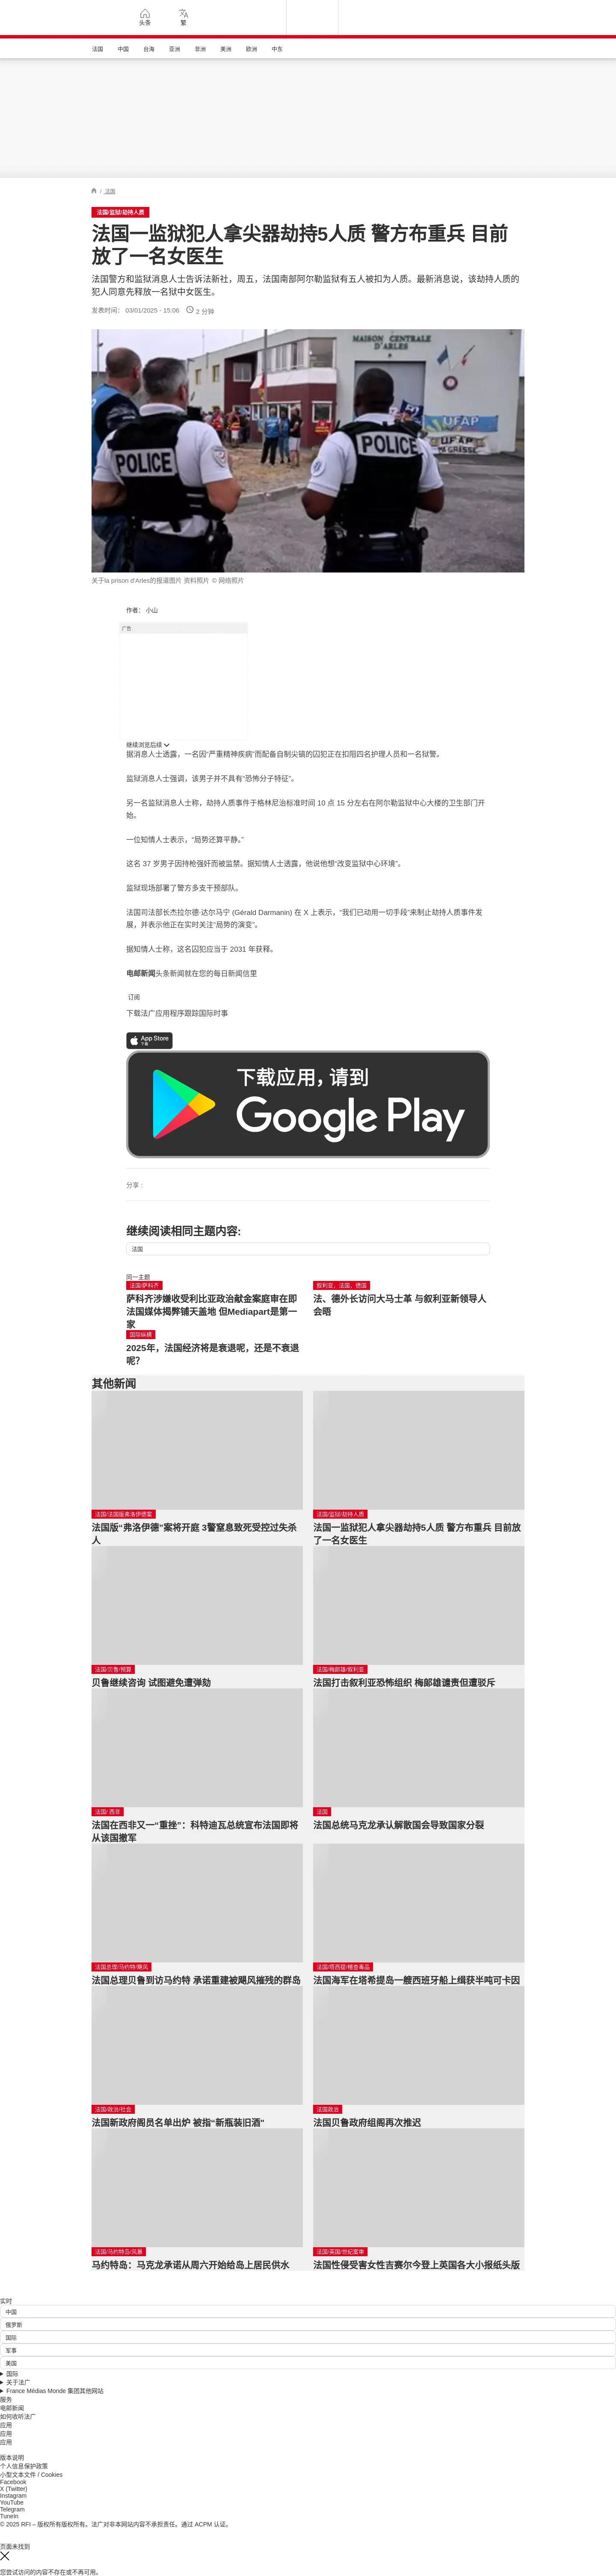 头条
繁
法国
中国
台海
亚洲
非洲
美洲
欧洲
中东
/ 法国
法国/监狱/劫持人质
法国一监狱犯人拿尖器劫持5人质 警方布重兵 目前
放了一名女医生
法国警方和监狱消息人士告诉法新社，周五，法国南部阿尔勒监狱有五人被扣为人质。最新消息说，该劫持人质的
犯人同意先释放一名狱中女医生。
发表时间： 03/01/2025 - 15:06
2 分钟
MAISON CENTRALE
D'ARLES
UFAP
UFAP
GRASSE
POLICE
POLICE
关于la prison d'Arles的报道图片 资料照片 © 网络照片
作者： 小山
广告
继续浏览后续
据消息人士透露，一名因“严重精神疾病”而配备自制尖镐的囚犯正在扣阻四名护理人员和一名狱警。
监狱消息人士强调，该男子并不具有“恐怖分子特征”。
另一名监狱消息人士称，劫持人质事件于格林尼治标准时间 10 点 15 分左右在阿尔勒监狱中心大楼的卫生部门开
始。
一位知情人士表示，“局势还算平静。”
这名 37 岁男子因持枪强奸而被监禁。据知情人士透露，他说他想“改变监狱中心环境”。
监狱现场部署了警方多支干预部队。
法国司法部长杰拉尔德·达尔马宁 (Gérald Darmanin) 在 X 上表示，“我们已动用一切手段”来制止劫持人质事件发
展，并表示他正在实时关注“局势的演变”。
据知情人士称，这名囚犯应当于 2031 年获释。
电邮新闻头条新闻就在您的每日新闻信里
订阅
下载法广应用程序跟踪国际时事
App Store
下载
下载应用，请到
Google Play
分享 :
继续阅读相同主题内容:
法国
同一主题
法国/萨科齐
萨科齐涉嫌收受利比亚政治献金案庭审在即
法国媒体揭弊铺天盖地 但Mediapart是第一
家
叙利亚，法国，德国
法、德外长访问大马士革 与叙利亚新领导人
会晤
国际纵横
2025年，法国经济将是衰退呢，还是不衰退
呢？
其他新闻
法国/法国版弗洛伊德案
法国版“弗洛伊德”案将开庭 3警窒息致死受控过失杀
人
法国/监狱/劫持人质
法国一监狱犯人拿尖器劫持5人质 警方布重兵 目前放
了一名女医生
法国/贝鲁/预算
贝鲁继续咨询 试图避免遭弹劾
法国/梅郞雄/叙利亚
法国打击叙利亚恐怖组织 梅郞雄谴责但遭驳斥
法国/ 西非
法国在西非又一“重挫”：科特迪瓦总统宣布法国即将
从该国撤军
法国
法国总统马克龙承认解散国会导致国家分裂
法国总理/马约特/飓风
法国总理贝鲁到访马约特 承诺重建被飓风摧残的群岛
法国/塔西提/稽查毒品
法国海军在塔希提岛一艘西班牙船上缉获半吨可卡因
法国/政治/社会
法国新政府阁员名单出炉 被指“新瓶装旧酒”
法国政治
法国贝鲁政府组阁再次推迟
法国/马约特岛/风暴
马约特岛：马克龙承诺从周六开始给岛上居民供水
法国/英国/世纪案审
法国性侵受害女性吉赛尔今登上英国各大小报纸头版
实时
中国
俄罗斯
国际
军事
美国
国际
关于法广
France Médias Monde 集团其他网站
服务
电邮新闻
如何收听法广
应用
应用
应用
版本说明
个人信息保护政策
小型文本文件 / Cookies
Facebook
X (Twitter)
Instagram
YouTube
Telegram
TuneIn
© 2025 RFI – 版权所有版权所有。法广对非本网站内容不承担责任。通过 ACPM 认证。
页面未找到
您尝试访问的内容不存在或不再可用。